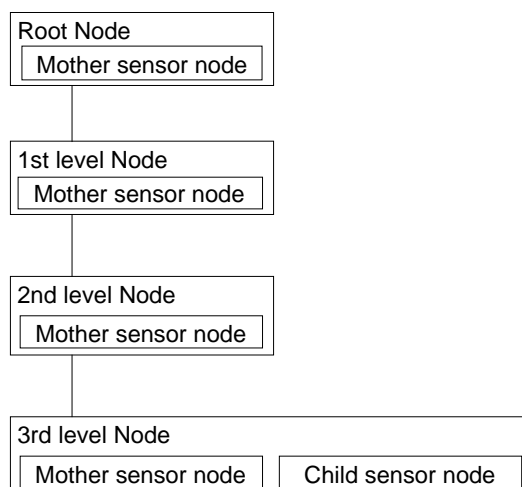 Root Node
Mother sensor node
1st level Node
Mother sensor node
2nd level Node
Mother sensor node
3rd level Node
Mother sensor node
Child sensor node